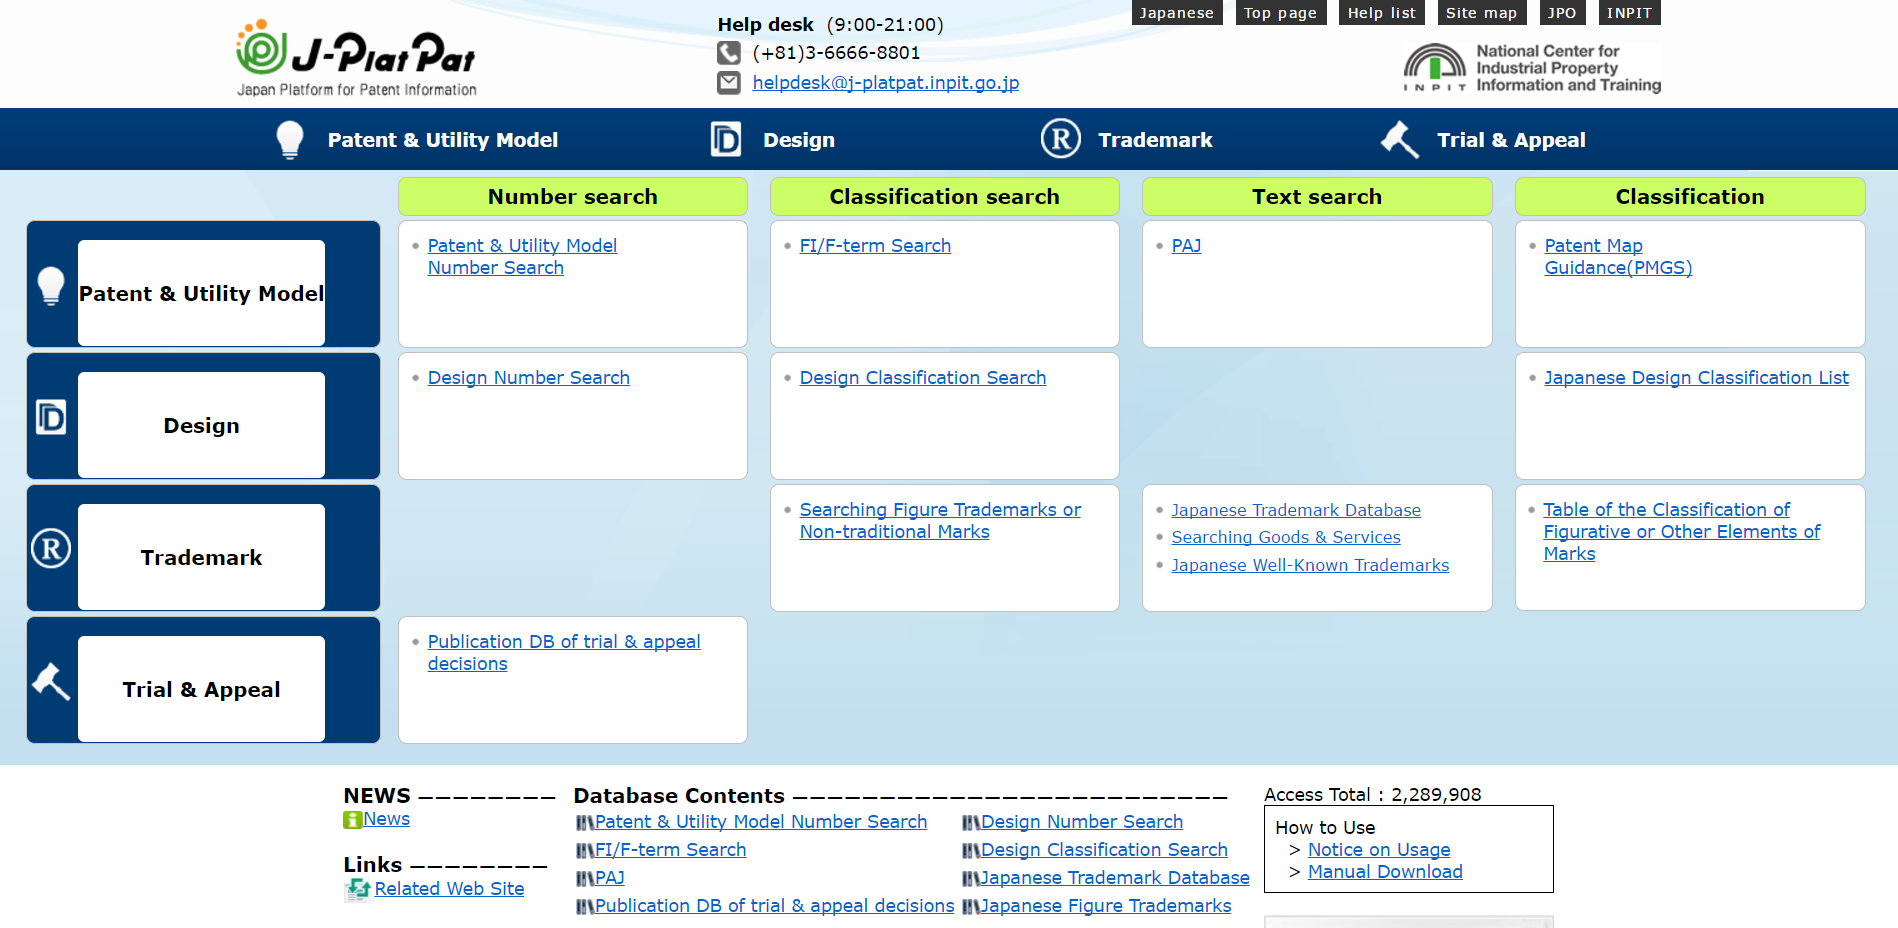 Japanese
Top page
Help list
Site map
JPO
INPIT
J-PlatPat
Japan Platform for Patent Information
Help desk (9:00-21:00)
(+81)3-6666-8801
helpdesk@j-platpat.inpit.go.jp
INPIT
National Center for
Industrial Property
Information and Training
Patent & Utility Model
D
Design
R
Trademark
Trial & Appeal
Number search
Classification search
Text search
Classification
Patent & Utility Model
Patent & Utility Model
Number Search
FI/F-term Search
PAJ
Patent Map
Guidance(PMGS)
D
Design
Design Number Search
Design Classification Search
Japanese Design Classification List
R
Trademark
Searching Figure Trademarks or
Non-traditional Marks
Japanese Trademark Database
Searching Goods & Services
Japanese Well-Known Trademarks
Table of the Classification of
Figurative or Other Elements of
Marks
Trial & Appeal
Publication DB of trial & appeal
decisions
NEWS
News
Links
Related Web Site
Database Contents
Patent & Utility Model Number Search
Design Number Search
FI/F-term Search
Design Classification Search
PAJ
Japanese Trademark Database
Publication DB of trial & appeal decisions
Japanese Figure Trademarks
Access Total : 2,289,908
How to Use
> Notice on Usage
> Manual Download